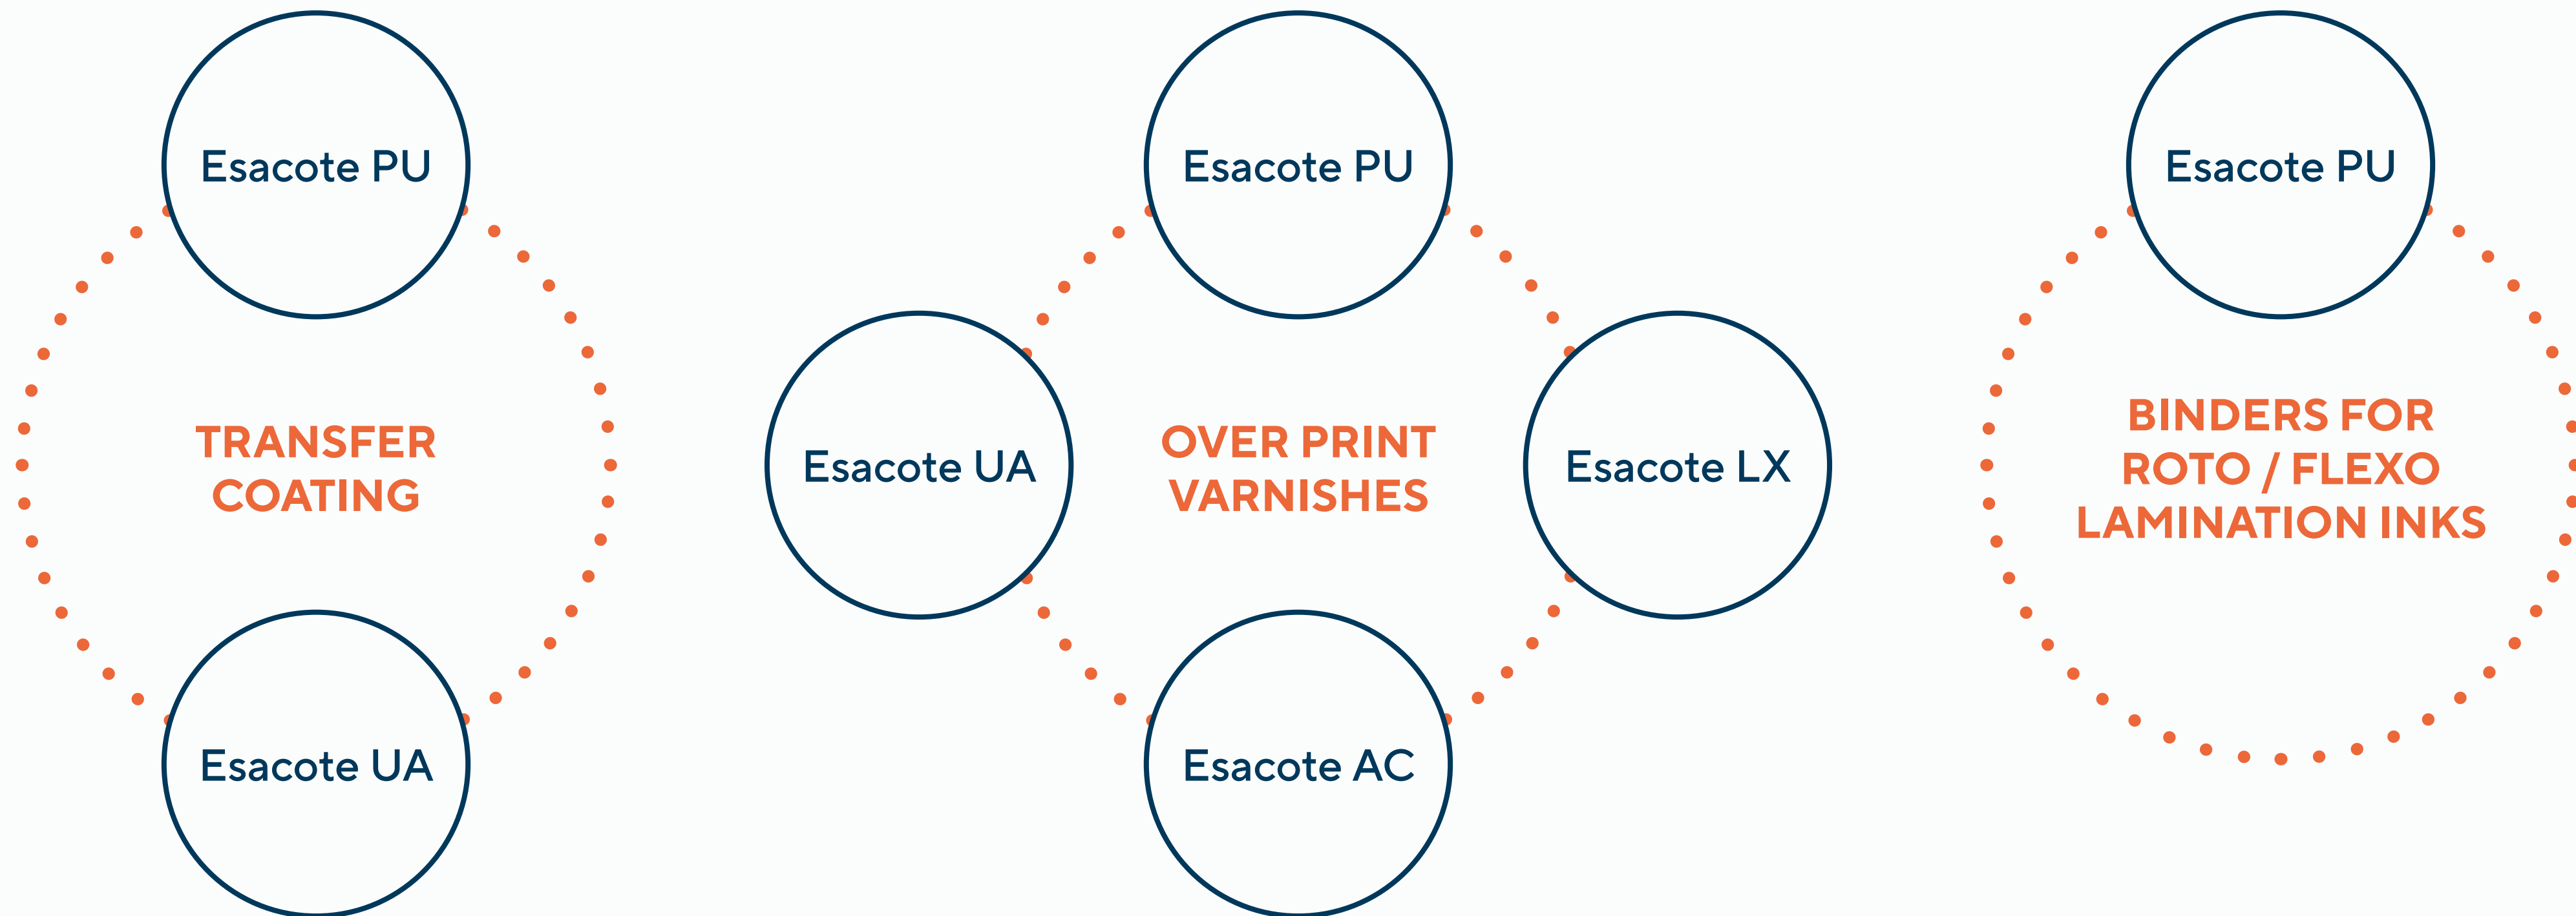 Esacote PU
TRANSFER
COATING
Esacote UA
Esacote PU
Esacote UA
OVER PRINT
VARNISHES
Esacote LX
Esacote AC
Esacote PU
BINDERS FOR
ROTO / FLEXO
LAMINATION INKS